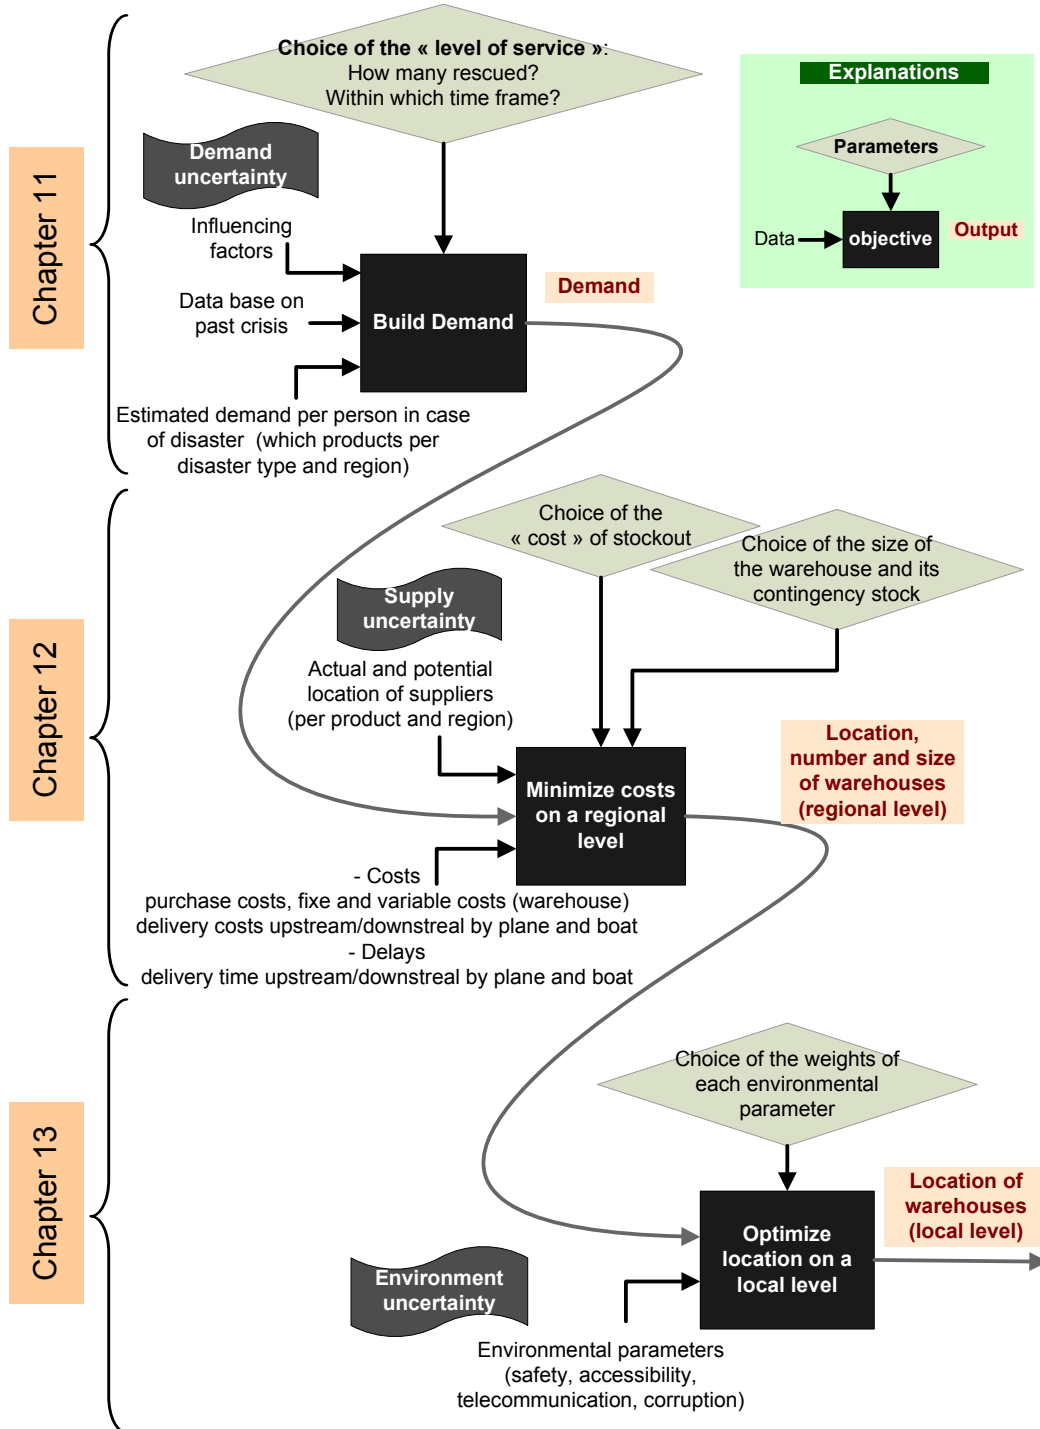 Choice of the « level of service »:
How many rescued?
Within which time frame?
Explanations
Parameters
Data
objective
Output
Chapter 11
Demand
uncertainty
Influencing
factors
Data base on
past crisis
Build Demand
Demand
Estimated demand per person in case
of disaster (which products per
disaster type and region)
Chapter 12
Choice of the
« cost » of stockout
Choice of the size of
the warehouse and its
contingency stock
Supply
uncertainty
Actual and potential
location of suppliers
(per product and region)
Minimize costs
on a regional
level
Location,
number and size
of warehouses
(regional level)
- Costs
purchase costs, fixe and variable costs (warehouse)
delivery costs upstream/downstreal by plane and boat
- Delays
delivery time upstream/downstreal by plane and boat
Chapter 13
Choice of the weights of
each environmental
parameter
Environment
uncertainty
Optimize
location on a
local level
Location of
warehouses
(local level)
Environmental parameters
(safety, accessibility,
telecommunication, corruption)